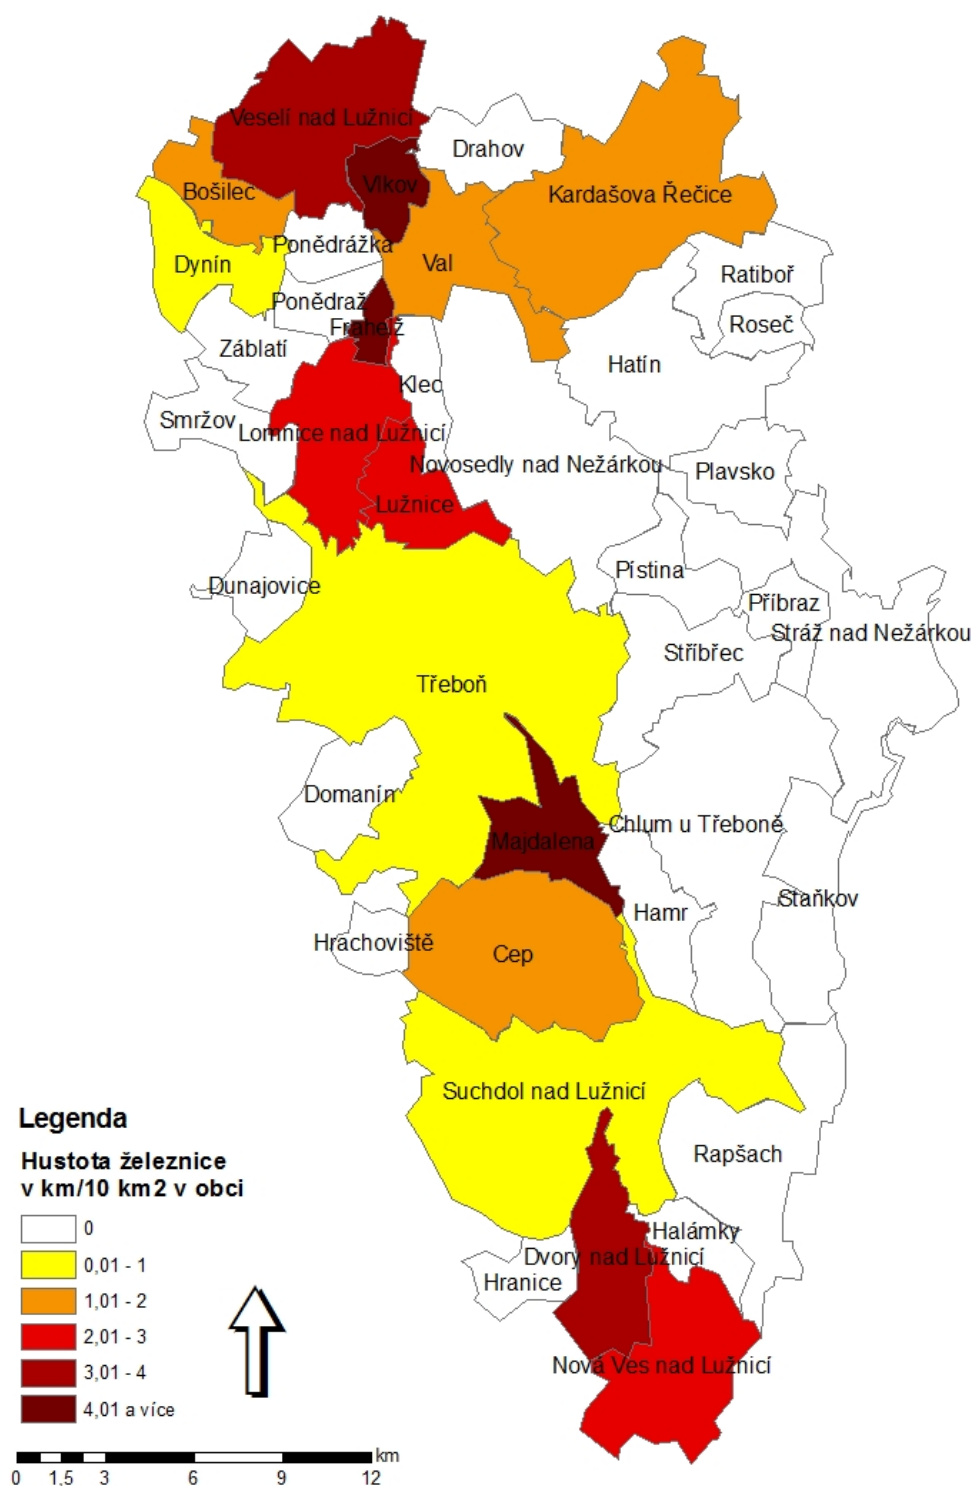 Veselí nad Lužnicí
Drahov
Vlkov
Bošilec
Kardašova Řečice
Ponědrážka
Val
Dynín
Ratiboř
Ponědraž
Roseč
Frahelž
Záblatí
Hatín
Klec
Smržov
Lomnice nad Lužnicí
Novosedly nad Nežárkou
Plavsko
Lužnice
Pístina
Dunajovice
Příbraz
Stráž nad Nežárkou
Stříbřec
Třeboň
Domanín
Chlum u Třeboně
Majdalena
Staňkov
Hamr
Hrachoviště
Cep
Suchdol nad Lužnicí
Rapšach
Halámky
Dvory nad Lužnicí
Hranice
Nová Ves nad Lužnicí
Legenda
Hustota železnice
v km/10 km2 v obci
0
0,01 - 1
1,01 - 2
2,01 - 3
3,01 - 4
4,01 a více
km
0 1,5 3 6 9 12